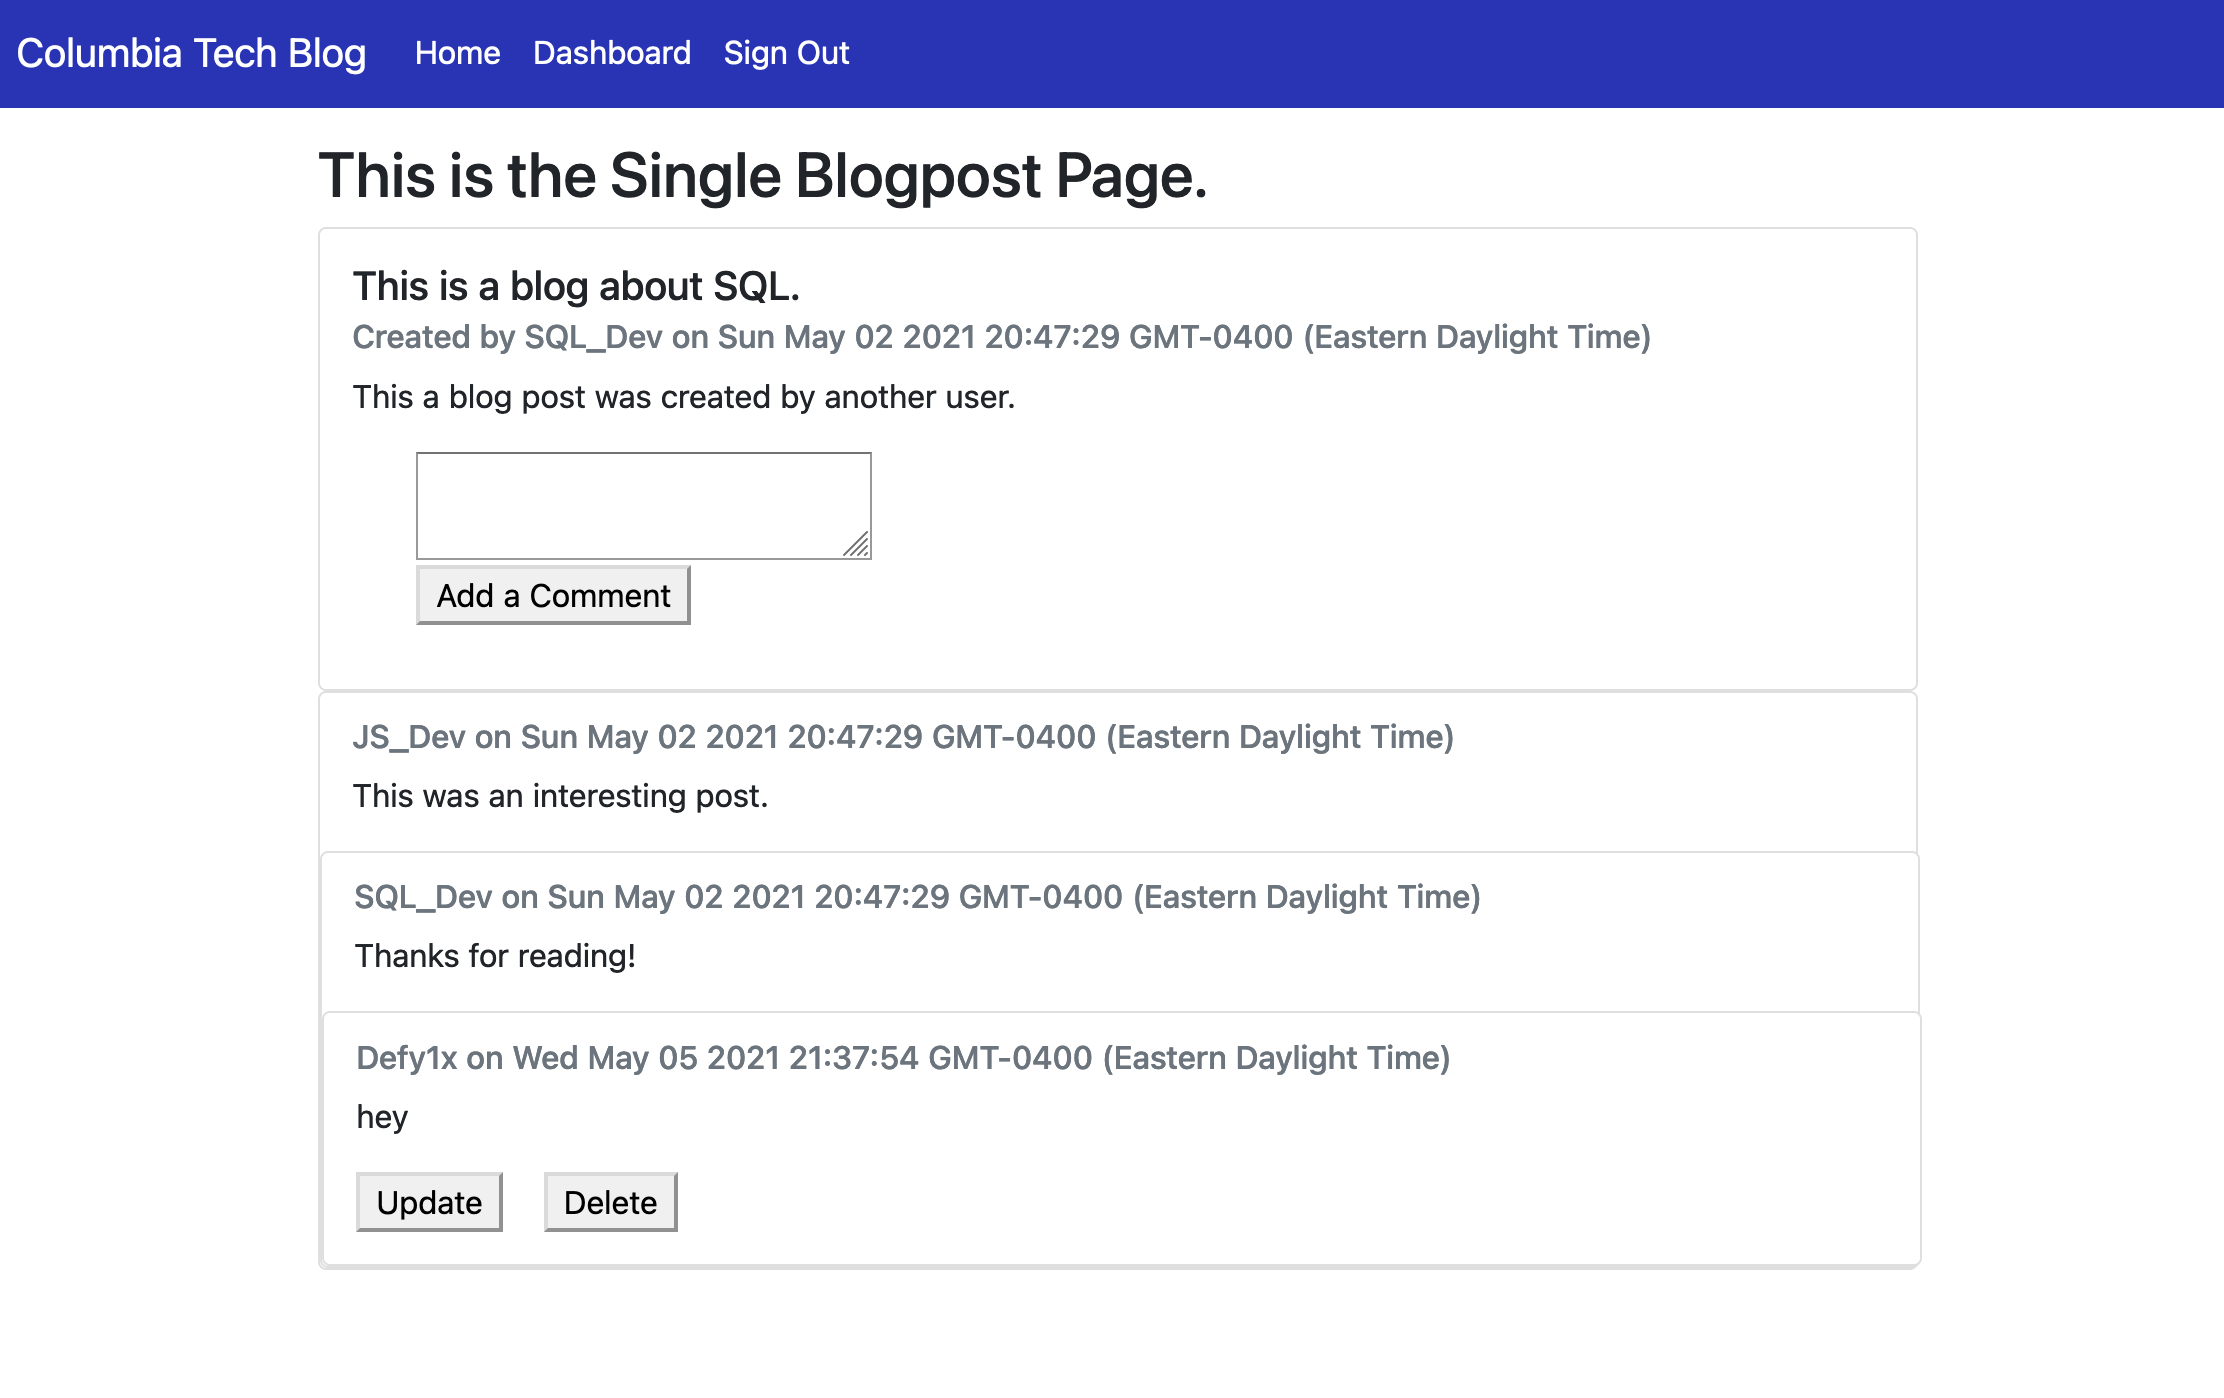 Columbia Tech Blog Home Dashboard Sign Out
This is the Single Blogpost Page.
This is a blog about SQL.
Created by SQL_Dev on Sun May 02 2021 20:47:29 GMT-0400 (Eastern Daylight Time)
This a blog post was created by another user.
Add a Comment
JS_Dev on Sun May 02 2021 20:47:29 GMT-0400 (Eastern Daylight Time)
This was an interesting post.
SQL_Dev on Sun May 02 2021 20:47:29 GMT-0400 (Eastern Daylight Time)
Thanks for reading!
Defy1x on Wed May 05 2021 21:37:54 GMT-0400 (Eastern Daylight Time)
hey
Update Delete